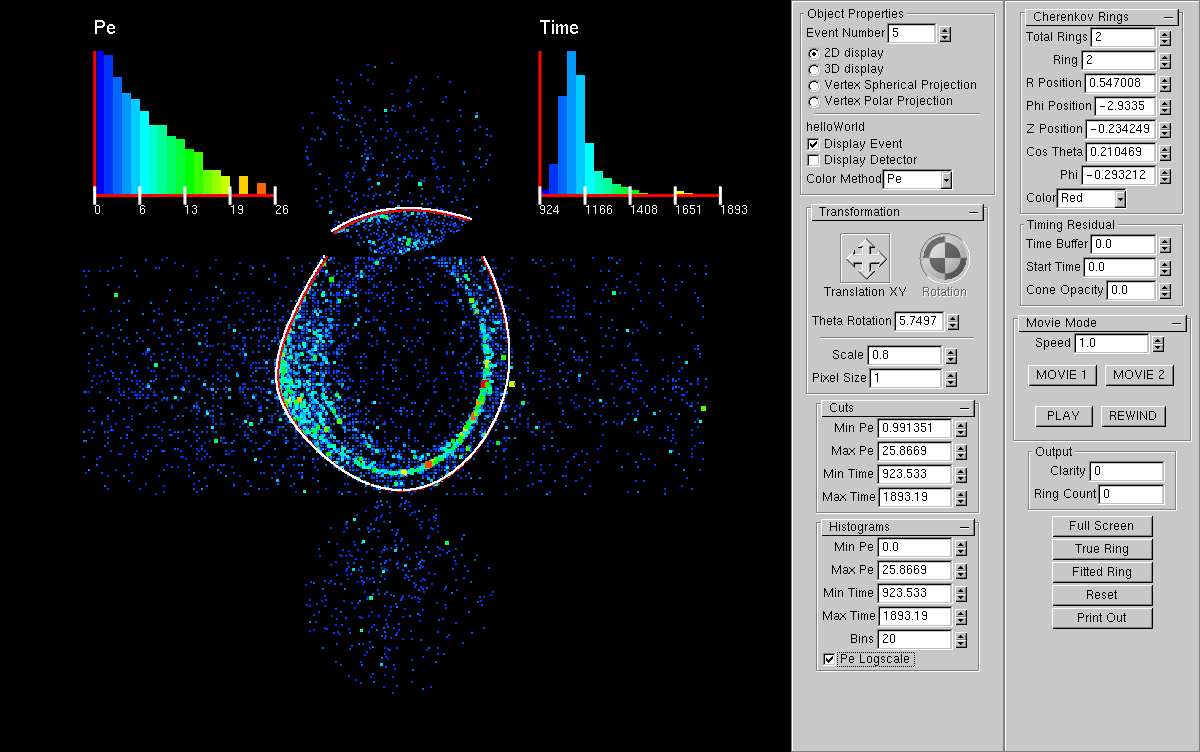 Pe
0 6 13 19 26
Time
924 1166 1408 1651 1893
Object Properties
Event Number 5
2D display
3D display
Vertex Spherical Projection
Vertex Polar Projection
helloWorld
Display Event
Display Detector
Color Method Pe
Transformation
Translation XY Rotation
Theta Rotation 5.7497
Scale 0.8
Pixel Size 1
Cuts
Min Pe 0.991351
Max Pe 25.8669
Min Time 923.533
Max Time 1893.19
Histograms
Min Pe 0.0
Max Pe 25.8669
Min Time 923.533
Max Time 1893.19
Bins 20
Pe Logscale
Cherenkov Rings
Total Rings 2
Ring 2
R Position 0.547008
Phi Position -2.9335
Z Position -0.234249
Cos Theta 0.210469
Phi -0.293212
Color Red
Timing Residual
Time Buffer 0.0
Start Time 0.0
Cone Opacity 0.0
Movie Mode
Speed 1.0
MOVIE 1 MOVIE 2
PLAY REWIND
Output
Clarity 0
Ring Count 0
Full Screen
True Ring
Fitted Ring
Reset
Print Out